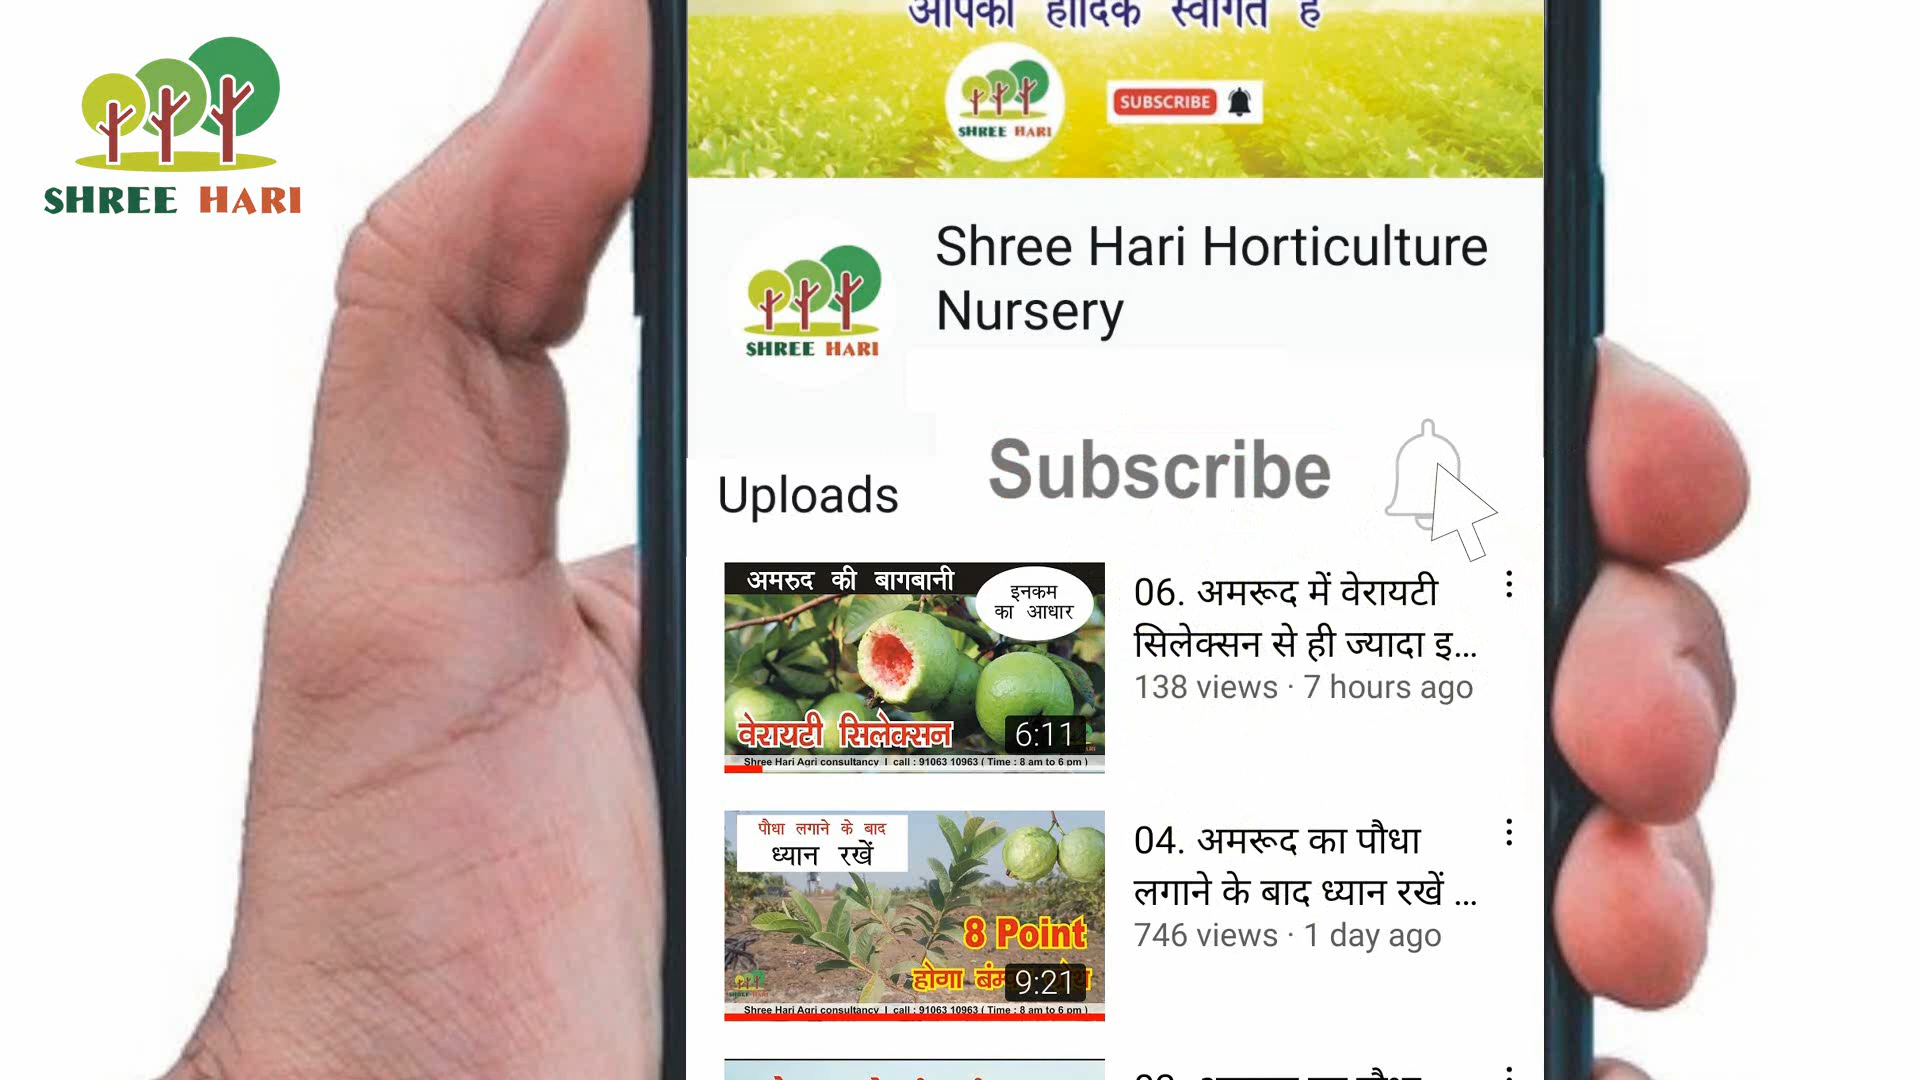 SHREE HARI
आपका हार्दिक स्वागत है
SHREE HARI
SUBSCRIBE
Shree Hari Horticulture
Nursery
SHREE HARI
Subscribe
Uploads
अमरुद की बागबानी
इनकम
का आधार
वेरायटी सिलेक्सन
6:11
Shree Hari Agri consultancy I call : 91063 10963 ( Time : 8 am to 6 pm )
06. अमरूद में वेरायटी
सिलेक्सन से ही ज्यादा इ...
138 views · 7 hours ago
पौधा लगाने के बाद
ध्यान रखें
8 Point
होगा
9:21
SHREE HARI
Shree Hari Agri consultancy I call : 91063 10963 ( Time : 8 am to 6 pm )
04. अमरूद का पौधा
लगाने के बाद ध्यान रखें ...
746 views · 1 day ago